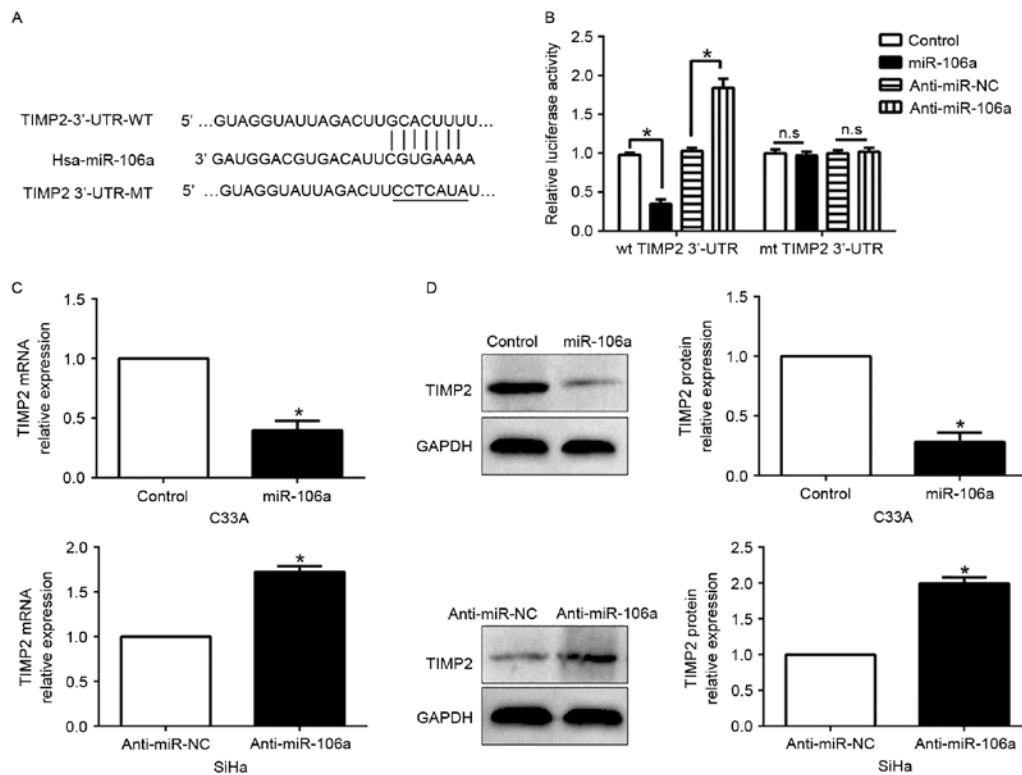 A
TIMP2-3'-UTR-WT 5' ...GUAGGUAUUAGACUUGCACUUUU...
Hsa-miR-106a 3' GAUGGACGUGACAUUCGUGAAAA
TIMP2 3'-UTR-MT 5' ...GUAGGUAUUAGACUUCCTCAUAU...
B
Relative luciferase activity
2.5
2.0
1.5
1.0
0.5
0.0
* * n.s n.s
wt TIMP2 3'-UTR mt TIMP2 3'-UTR
Control
miR-106a
Anti-miR-NC
Anti-miR-106a
C
TIMP2 mRNA
relative expression
1.5
1.0
0.5
0.0
*
Control miR-106a
C33A
TIMP2 mRNA
relative expression
2.0
1.5
1.0
0.5
0.0
*
Anti-miR-NC Anti-miR-106a
SiHa
D
Control miR-106a
TIMP2
GAPDH
TIMP2 protein
relative expression
1.5
1.0
0.5
0.0
*
Control miR-106a
C33A
Anti-miR-NC Anti-miR-106a
TIMP2
GAPDH
TIMP2 protein
relative expression
2.5
2.0
1.5
1.0
0.5
0.0
*
Anti-miR-NC Anti-miR-106a
SiHa